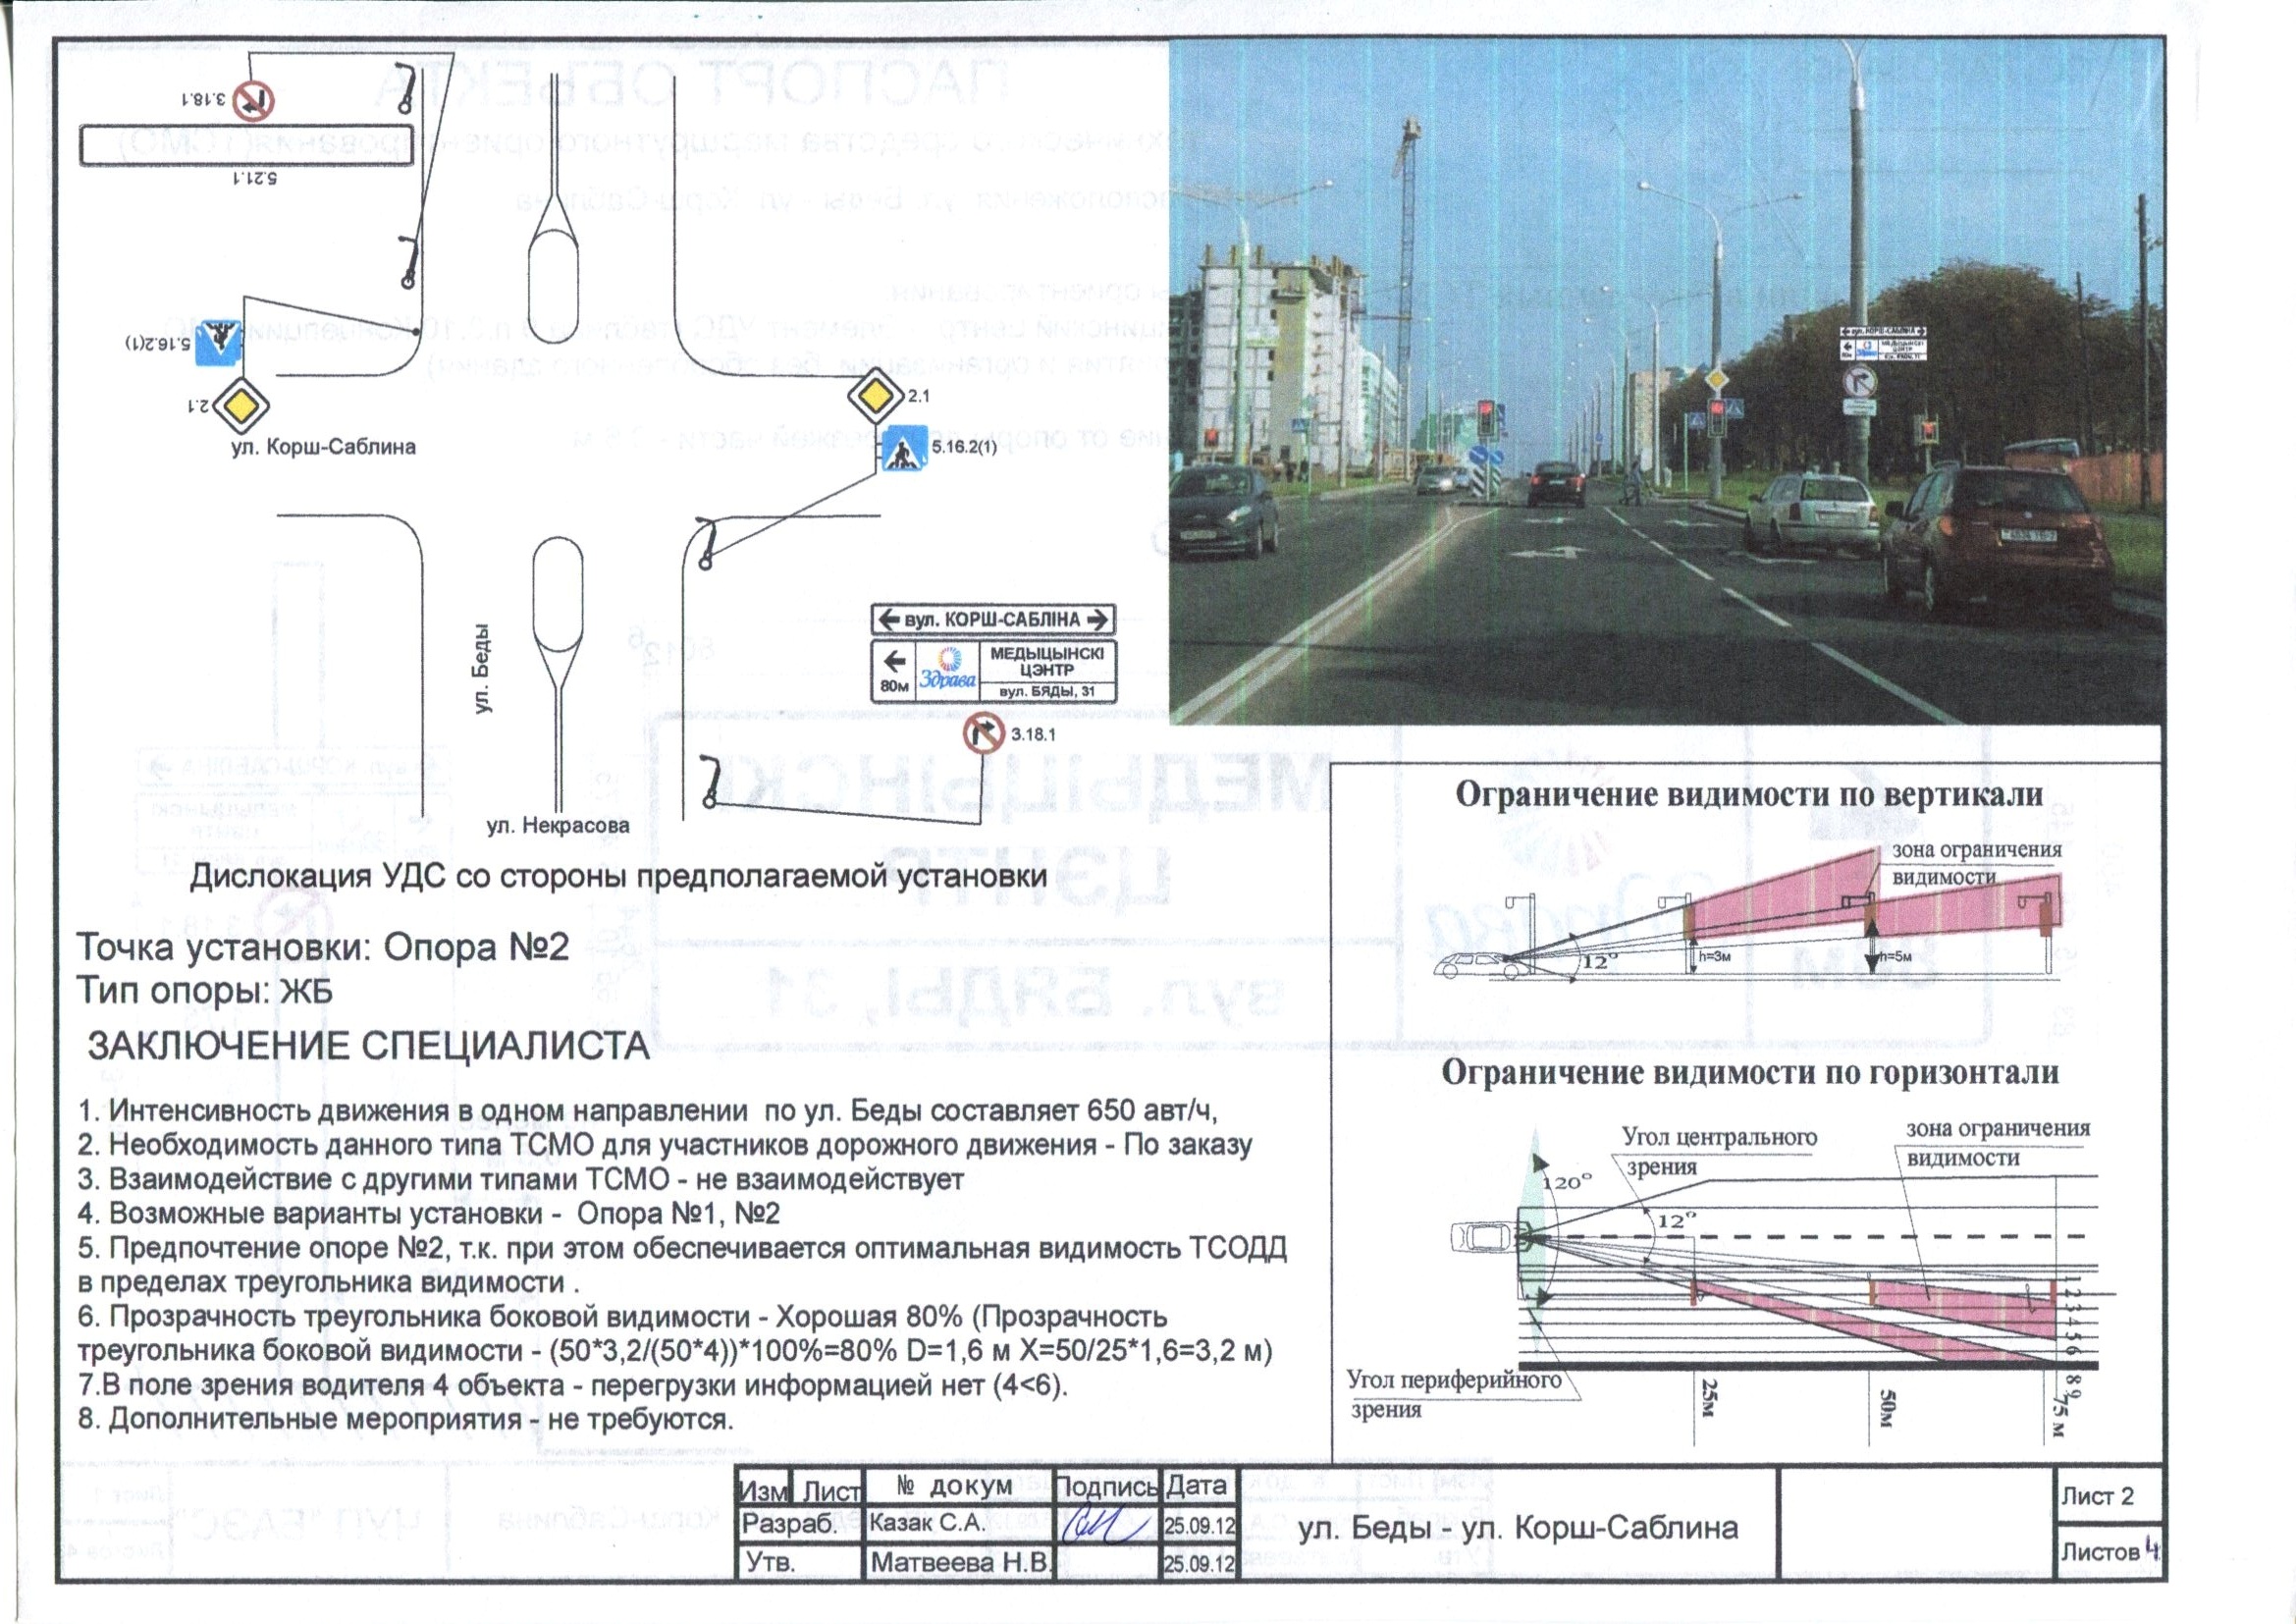 3.18.1
5.21.1
5.16.2(1)
2.1
ул. Корш-Саблина
2.1
5.16.2(1)
ул. Беды
← вул. КОРШ-САБЛІНА →
80м
Здрава
МЕДЫЦЫНСКІ
ЦЭНТР
вул. БЯДЫ, 31
3.18.1
ул. Некрасова
Дислокация УДС со стороны предполагаемой установки
Точка установки: Опора №2
Тип опоры: ЖБ
ЗАКЛЮЧЕНИЕ СПЕЦИАЛИСТА
1. Интенсивность движения в одном направлении по ул. Беды составляет 650 авт/ч,
2. Необходимость данного типа ТСМО для участников дорожного движения - По заказу
3. Взаимодействие с другими типами ТСМО - не взаимодействует
4. Возможные варианты установки - Опора №1, №2
5. Предпочтение опоре №2, т.к. при этом обеспечивается оптимальная видимость ТСОДД
в пределах треугольника видимости .
6. Прозрачность треугольника боковой видимости - Хорошая 80% (Прозрачность
треугольника боковой видимости - (50*3,2/(50*4))*100%=80% D=1,6 м X=50/25*1,6=3,2 м)
7.В поле зрения водителя 4 объекта - перегрузки информацией нет (4<6).
8. Дополнительные мероприятия - не требуются.
вул. КОРШ-САБЛІНА
МЕДЫЦЫНСКІ
ЦЭНТР
Ограничение видимости по вертикали
зона ограничения
видимости
12°
h=3м
h=5м
Ограничение видимости по горизонтали
Угол центрального
зрения
зона ограничения
видимости
120°
12°
1 2 3 4 5 6
8 9
Угол периферийного
зрения
25м
50м
75 м
Изм Лист № докум Подпись Дата
Разраб. Казак С.А. 25.09.12
Утв. Матвеева Н.В. 25.09.12
ул. Беды - ул. Корш-Саблина
Лист 2
Листов 4